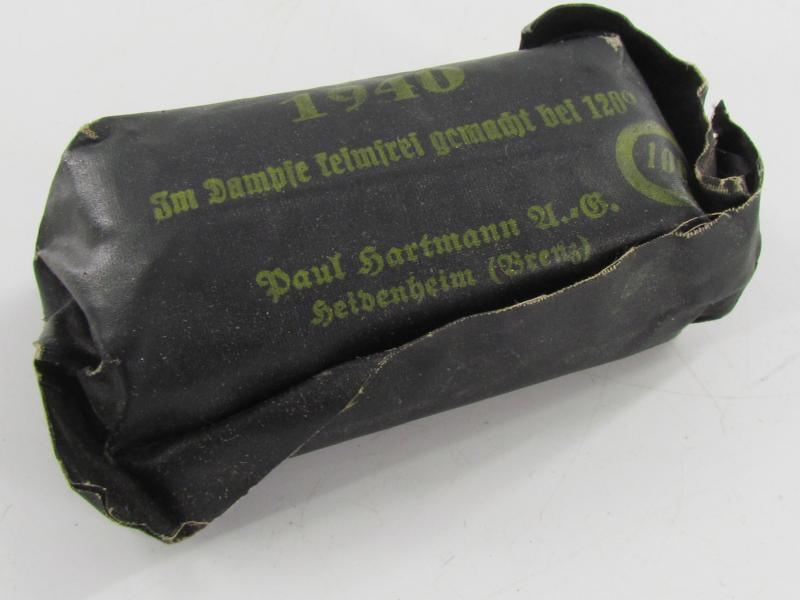 1940
Im Dampfe keimfrei gemacht bei 120°
Paul Hartmann A.-G.
Heidenheim (Brenz)